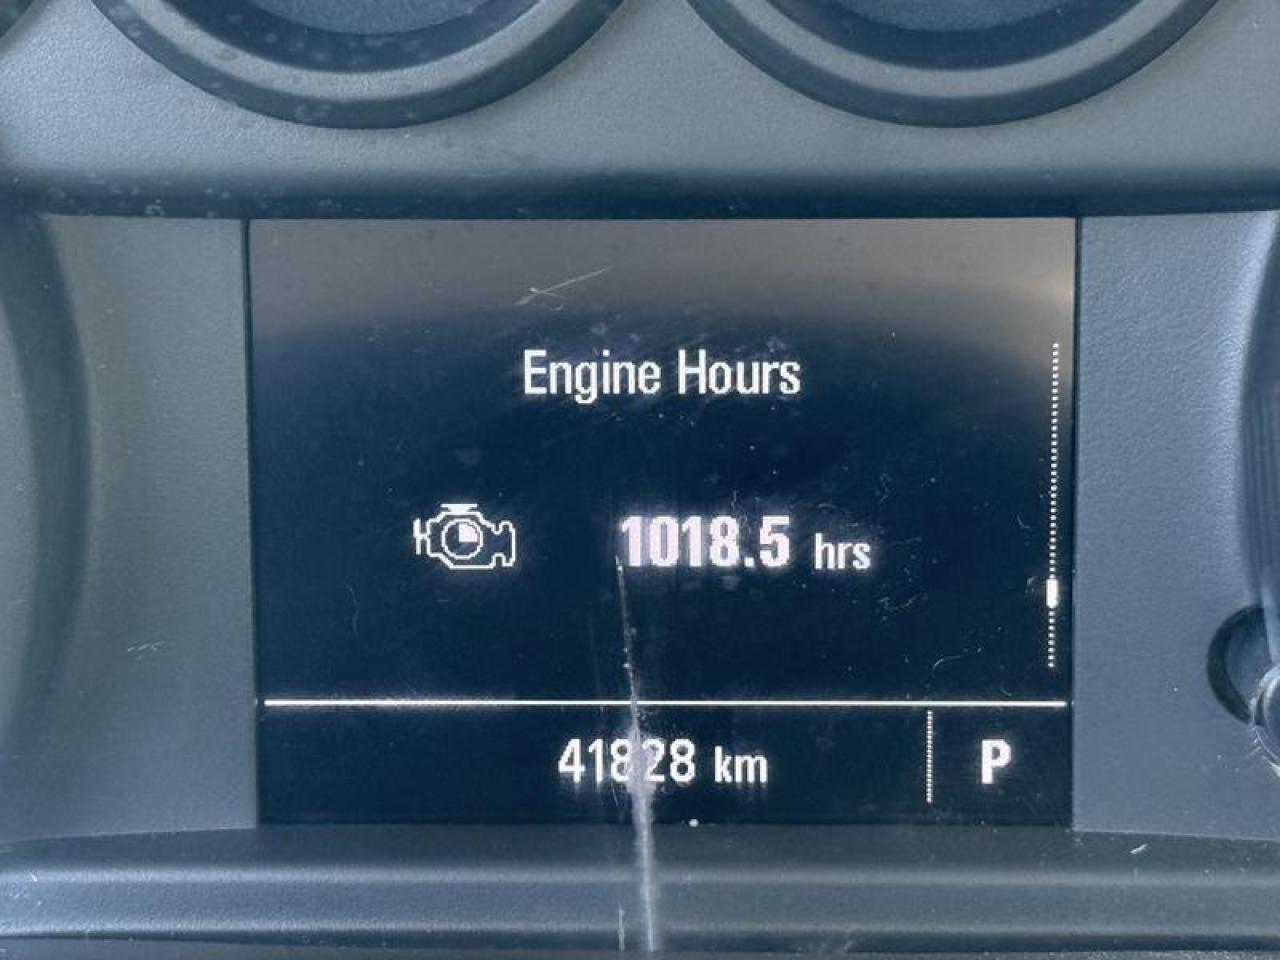 Engine Hours
1018.5 hrs
41828 km
P